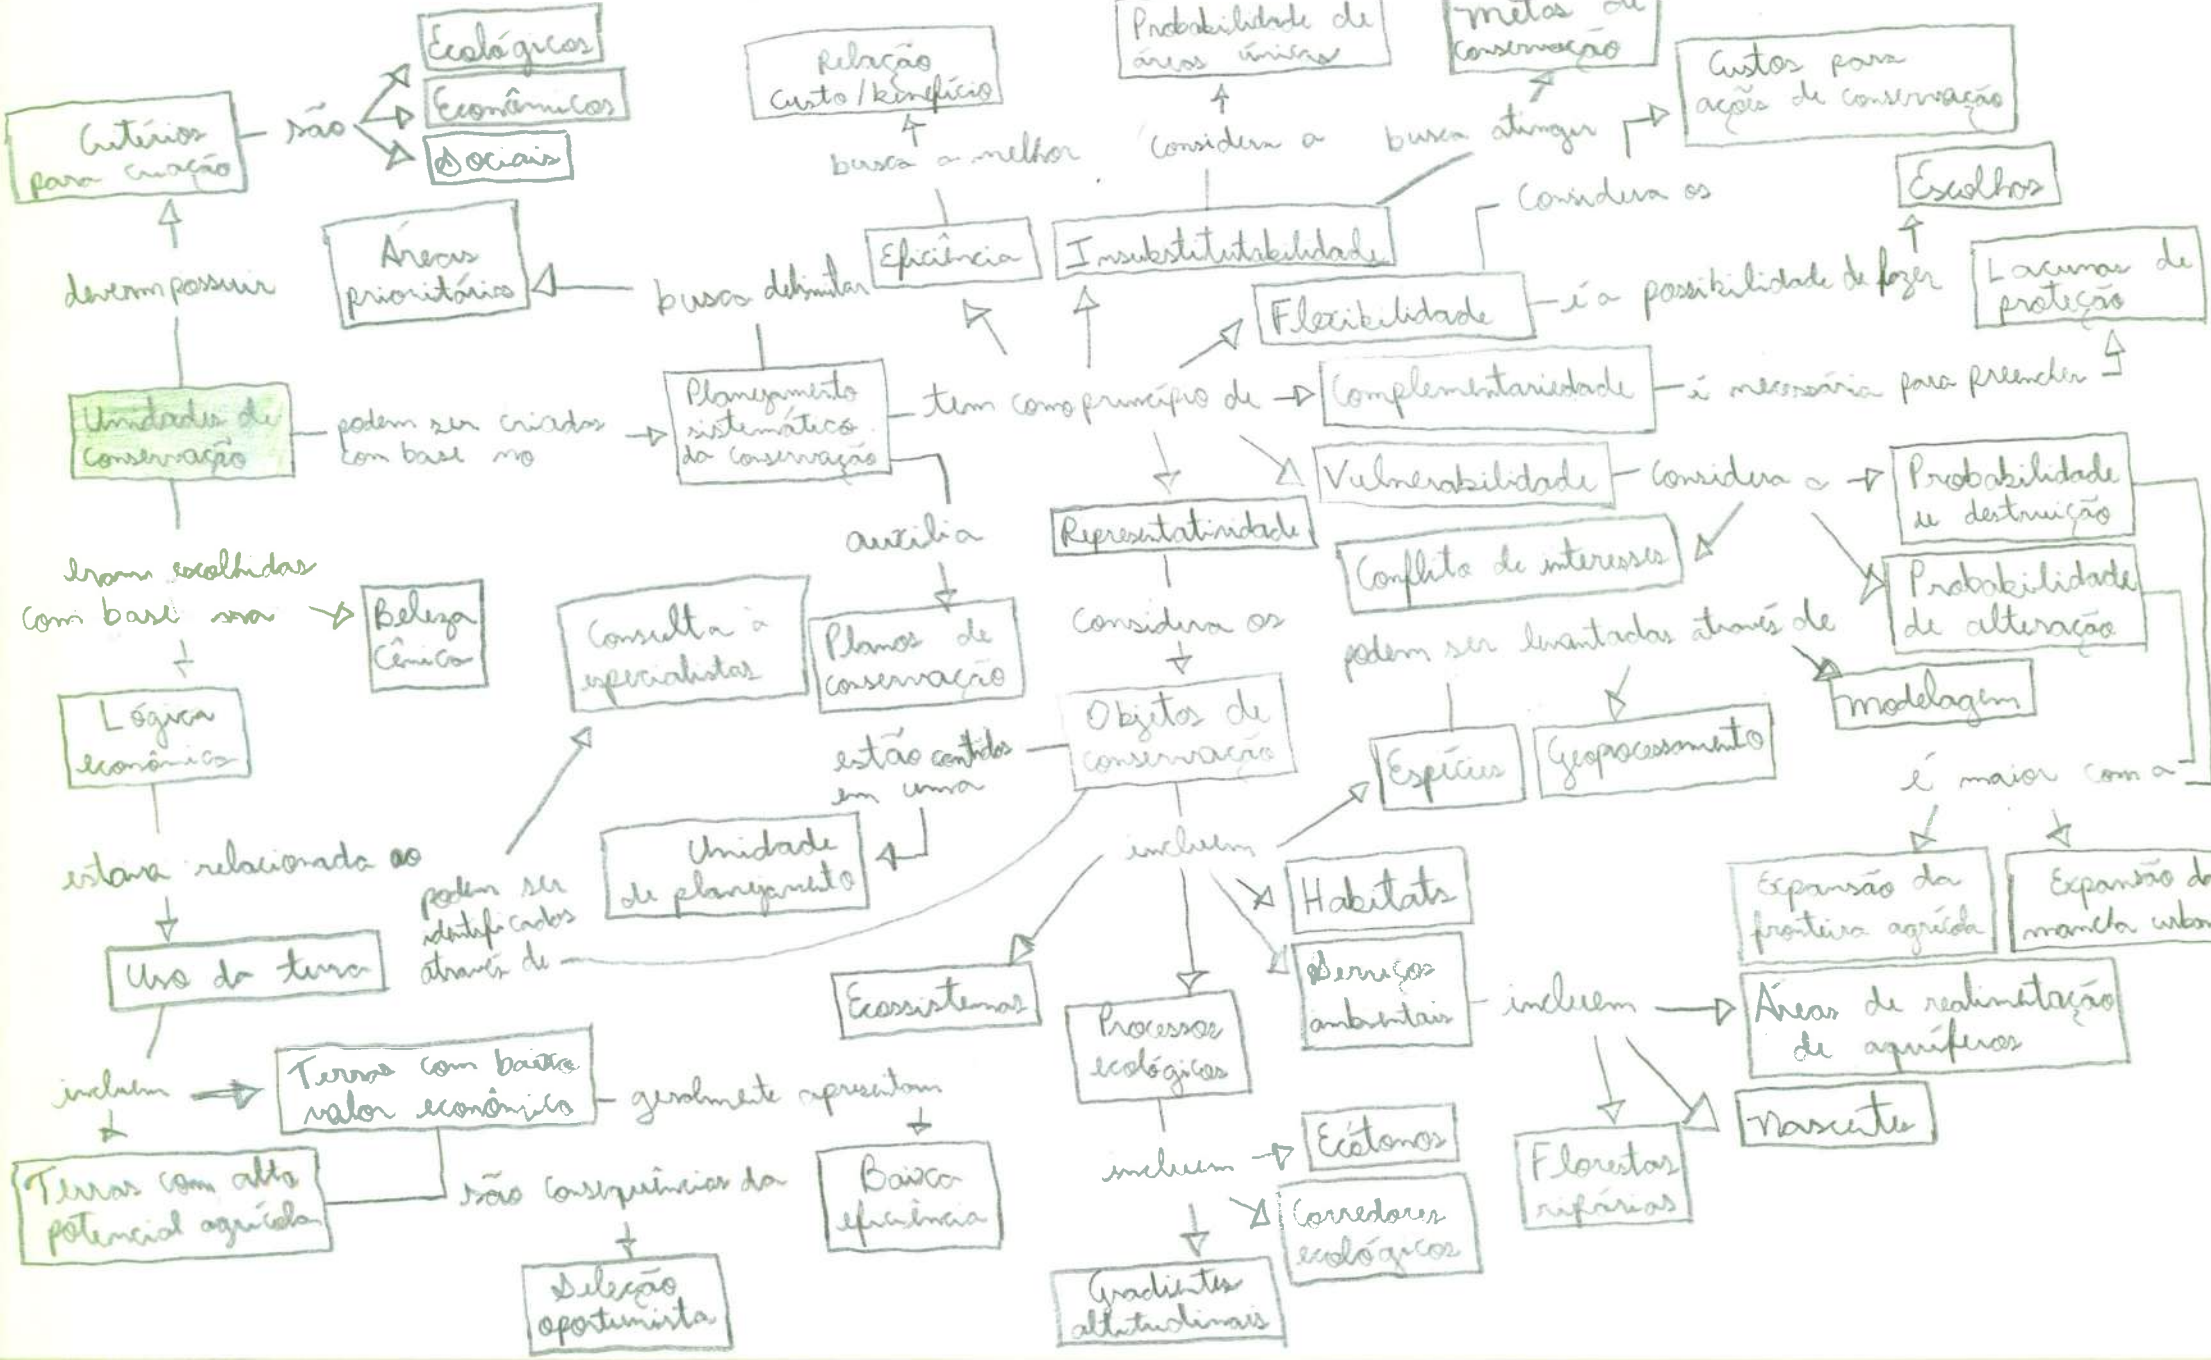 Ecológicos
Econômicos
Sociais
Critérios
para criação
são
devem possuir
Unidades de
conservação
podem ser criadas
com base no
Áreas
prioritárias
busca delimitar
Planejamento
sistemático
da conservação
Relação
Custo/benefício
busca a melhor
Eficiência
Probabilidade de
áreas únicas
Considera a
Insubstitutabilidade
metas de
conservação
busca atingir
Custos para
ações de conservação
Considera os
Flexibilidade
é a possibilidade de fazer
Escolhas
Lacunas de
proteção
tem como princípio de
Complementariedade
é necessária para preencher
Vulnerabilidade
Considera a
Probabilidade
de destruição
Conflito de interesses
Probabilidade
de alteração
Representatividade
Considera os
auxilia
Planos de
conservação
eram escolhidas
com base na
Beleza
Cênica
Lógica
econômica
Consulta à
especialistas
Objetos de
conservação
estão contidos
em uma
Unidade
de planejamento
podem ser levantadas através de
Espécies
Geoprocessamento
modelagem
é maior com a
Expansão da
fronteira agrícola
Expansão da
mancha urban
estava relacionada ao
Uso da terra
podem ser
identificados
através de
incluem
Habitats
Serviços
ambientais
Ecossistemas
Processos
ecológicos
incluem
Áreas de realimentação
de aquíferos
Nascentes
Florestas
ripárias
incluem
Terras com baixo
valor econômico
geralmente apresentam
Baixa
eficiência
Terras com alto
potencial agrícola
são consequências da
Seleção
oportunista
incluem
Ecótonos
Corredores
ecológicos
Gradientes
altitudinais